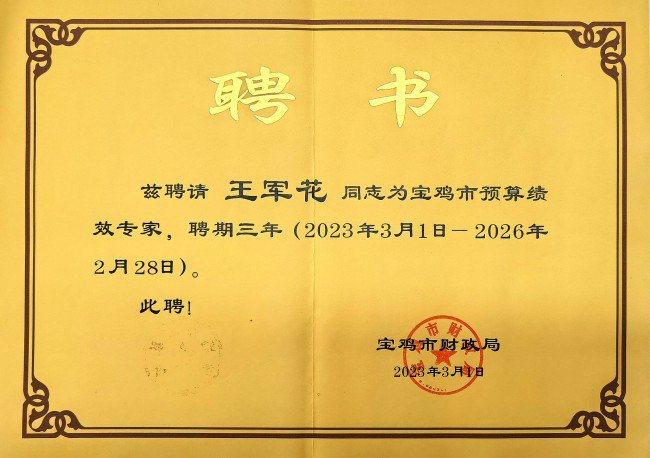 聘 书
兹聘请 王军花 同志为宝鸡市预算绩
效专家，聘期三年（2023年3月1日－2026年
2月28日）。
此聘！
宝鸡市财政局
2023年3月1日